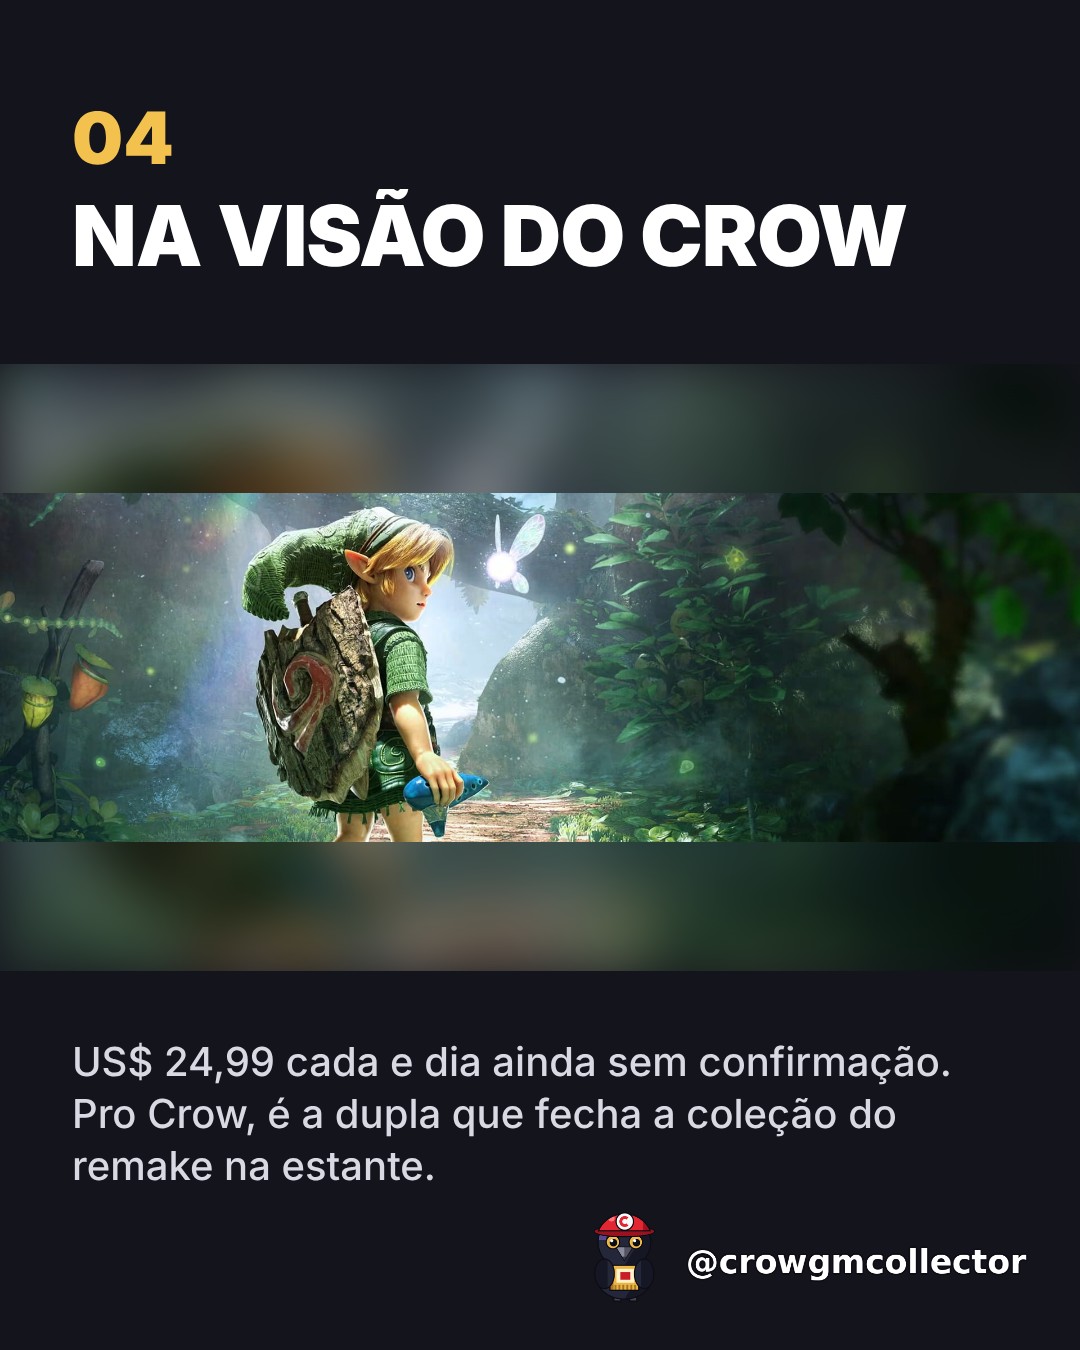 04
NA VISÃO DO CROW
US$ 24,99 cada e dia ainda sem confirmação.
Pro Crow, é a dupla que fecha a coleção do
remake na estante.
C
@crowgmcollector